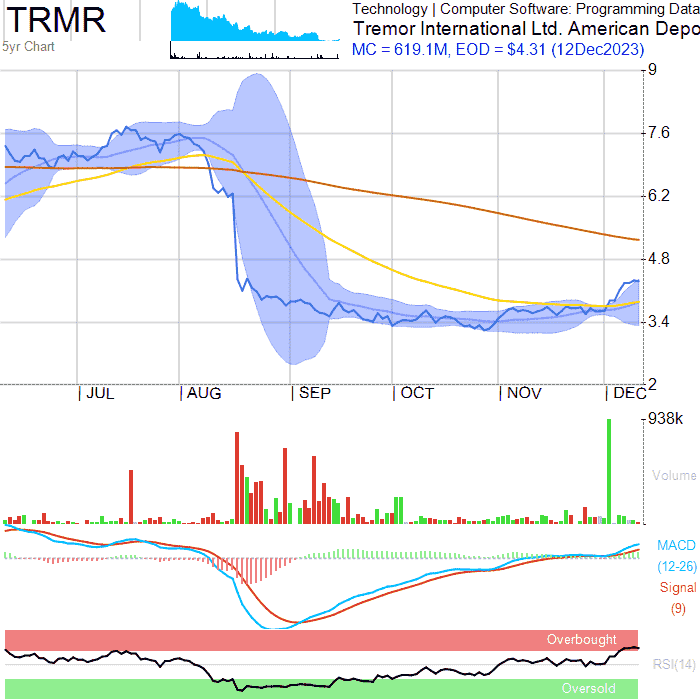 TRMR
5yr Chart
Technology | Computer Software: Programming Data
Tremor International Ltd. American Depo
MC = 619.1M, EOD = $4.31 (12Dec2023)
9
7.6
6.2
4.8
3.4
2
JUL
AUG
SEP
OCT
NOV
DEC
938k
Volume
MACD
(12-26)
Signal
(9)
Overbought
RSI(14)
Oversold